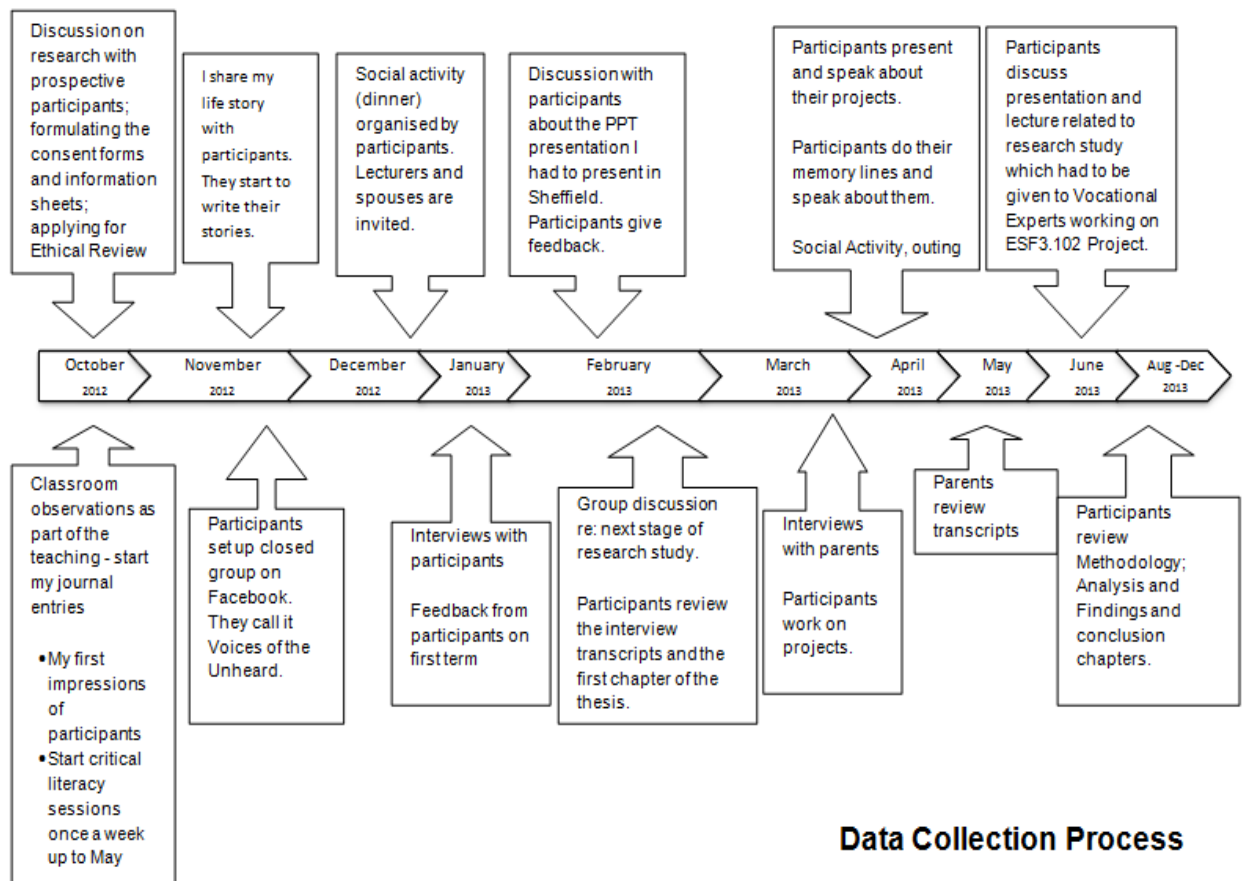 Discussion on
research with
prospective
participants;
formulating the
consent forms
and information
sheets;
applying for
Ethical Review
I share my
life story
with
participants.
They start to
write their
stories.
Social activity
(dinner)
organised by
participants.
Lecturers and
spouses are
invited.
Discussion with
participants
about the PPT
presentation I
had to present in
Sheffield.
Participants give
feedback.
Participants present
and speak about
their projects.
Participants do their
memory lines and
speak about them.
Social Activity, outing
Participants
discuss
presentation and
lecture related to
research study
which had to be
given to Vocational
Experts working on
ESF3.102 Project.
October
2012
November
2012
December
2012
January
2013
February
2013
March
2013
April
2013
May
2013
June
2013
Aug -Dec
2013
Classroom
observations as
part of the
teaching - start
my journal
entries
•My first
impressions
of
participants
•Start critical
literacy
sessions
once a week
up to May
Participants
set up closed
group on
Facebook.
They call it
Voices of the
Unheard.
Interviews with
participants
Feedback from
participants on
first term
Group discussion
re: next stage of
research study.
Participants review
the interview
transcripts and the
first chapter of the
thesis.
Interviews
with parents
Participants
work on
projects.
Parents
review
transcripts
Participants
review
Methodology;
Analysis and
Findings and
conclusion
chapters.
Data Collection Process